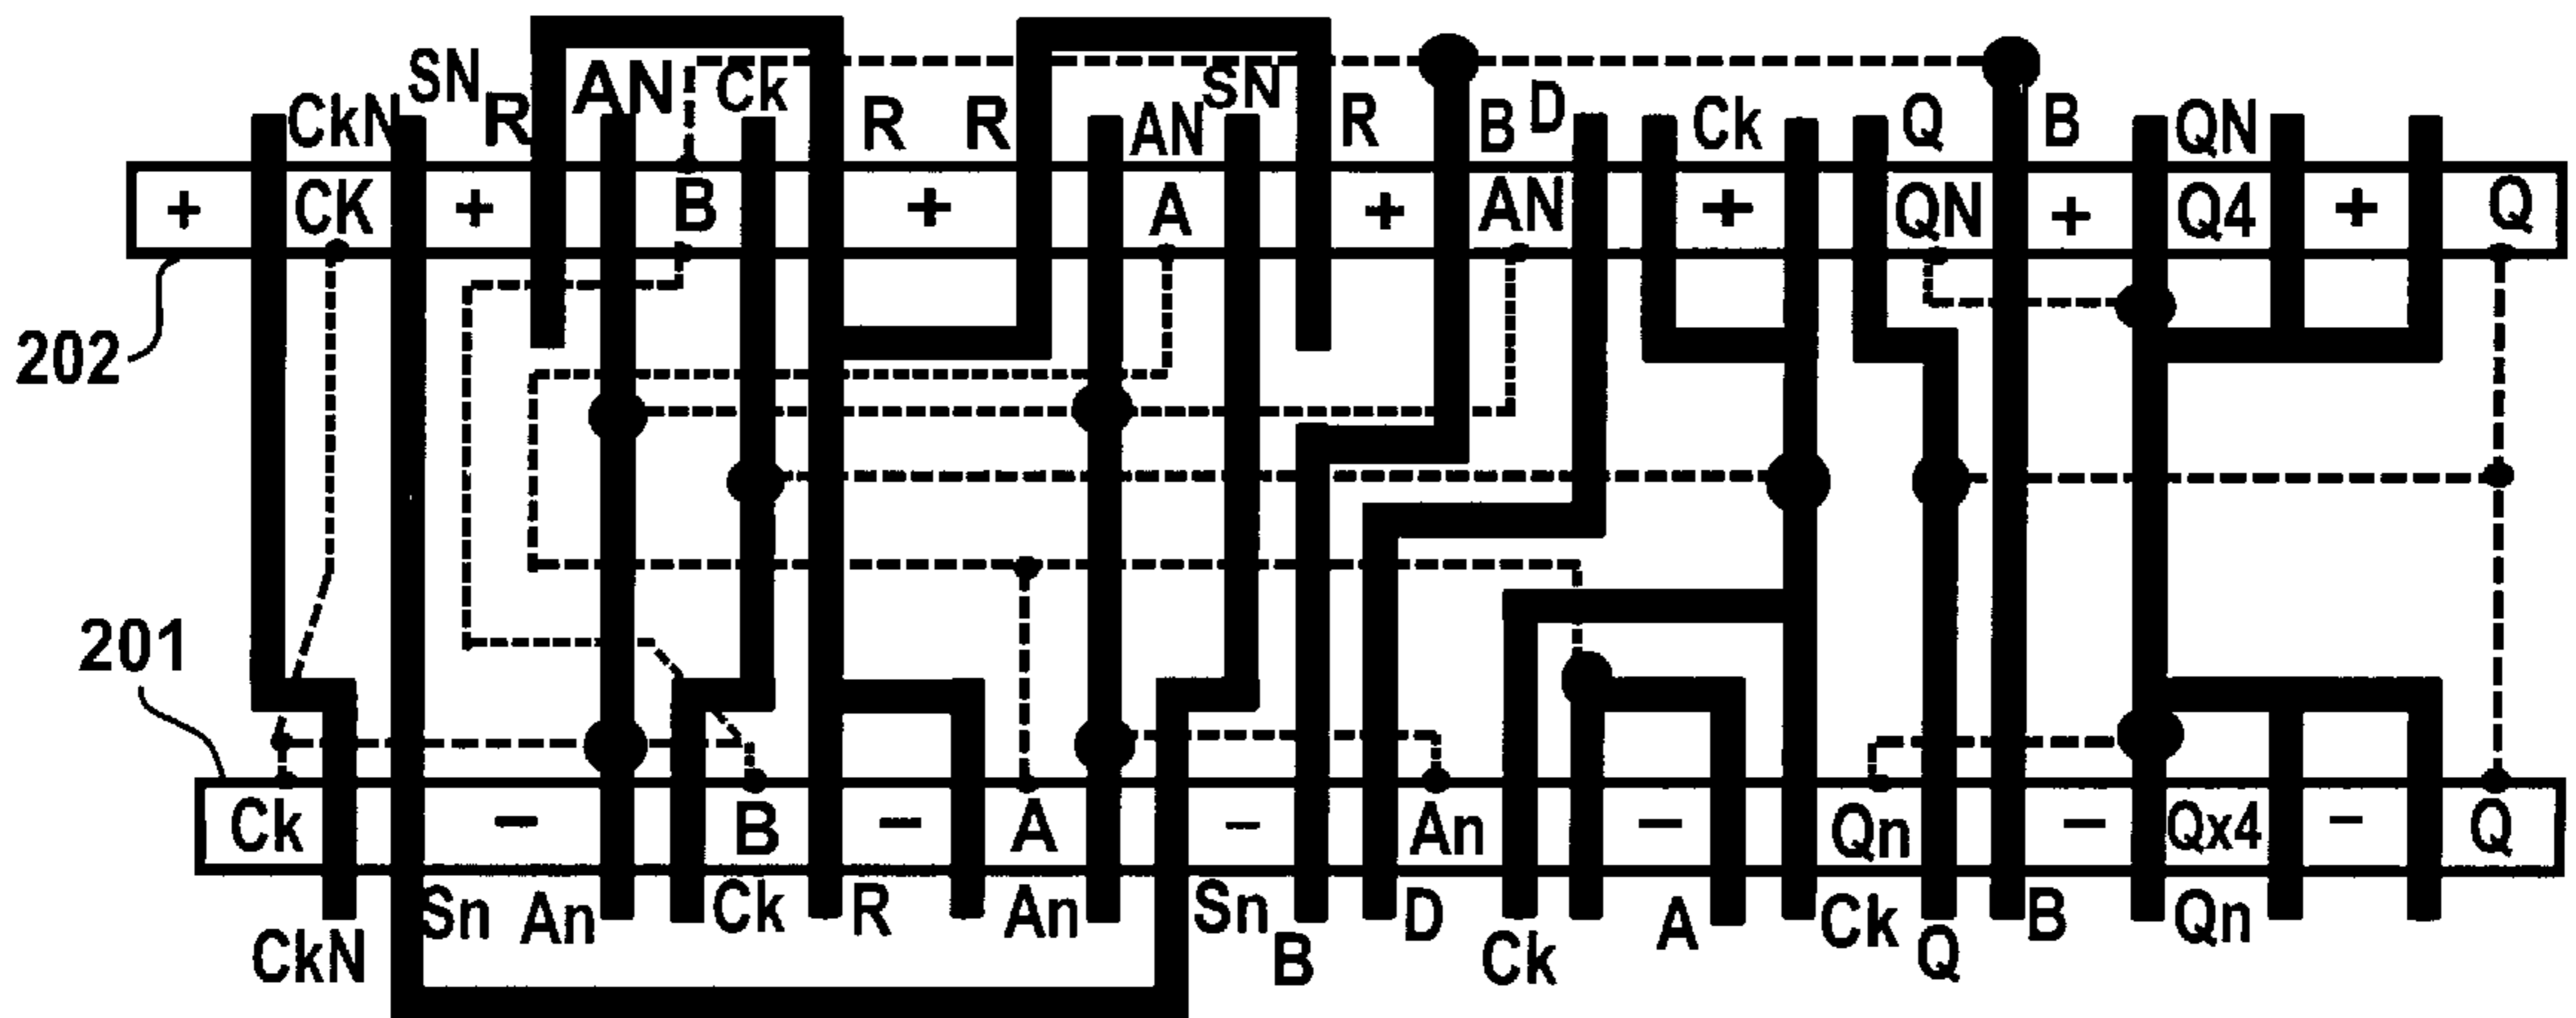 CkN SN R AN Ck R R AN SN R B D Ck Q B QN
+ CK + B + A + AN + QN + Q4 + Q
202
201
Ck − B − A − An − Qn − Qx4 − Q
CkN Sn An Ck R An Sn B D Ck A Ck Q B Qn